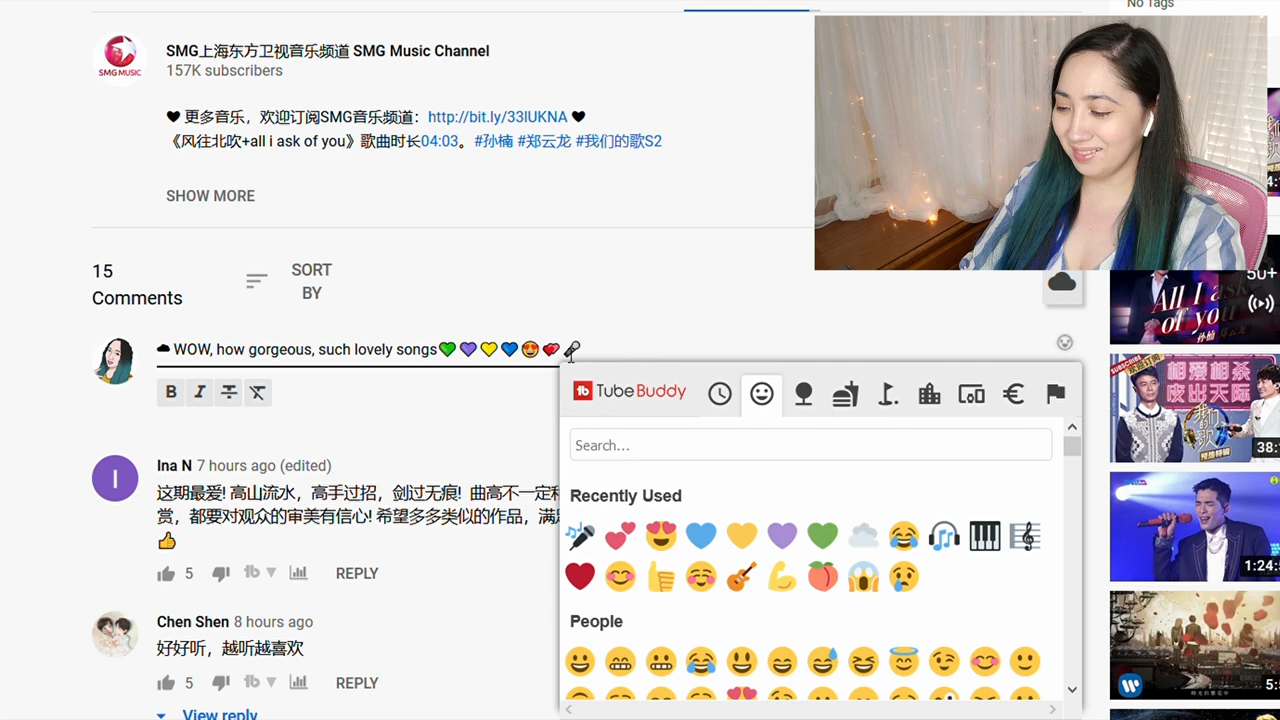 No Tags
SMG上海东方卫视音乐频道 SMG Music Channel
157K subscribers
SMG MUSIC
更多音乐，欢迎订阅SMG音乐频道：http://bit.ly/33lUKNA
《风往北吹+all i ask of you》歌曲时长04:03。#孙楠 #郑云龙 #我们的歌S2
SHOW MORE
15
Comments
SORT
BY
WOW, how gorgeous, such lovely songs
B I
TubeBuddy
Search...
Recently Used
People
I
Ina N 7 hours ago (edited)
这期最爱! 高山流水，高手过招，剑过无痕! 曲高不一定
赏，都要对观众的审美有信心! 希望多多类似的作品，满
5
REPLY
Chen Shen 8 hours ago
好好听，越听越喜欢
5
REPLY
View reply
50+
All I ask
of you
SUBSCRIBE
相爱相杀
38:
1:24:
5: